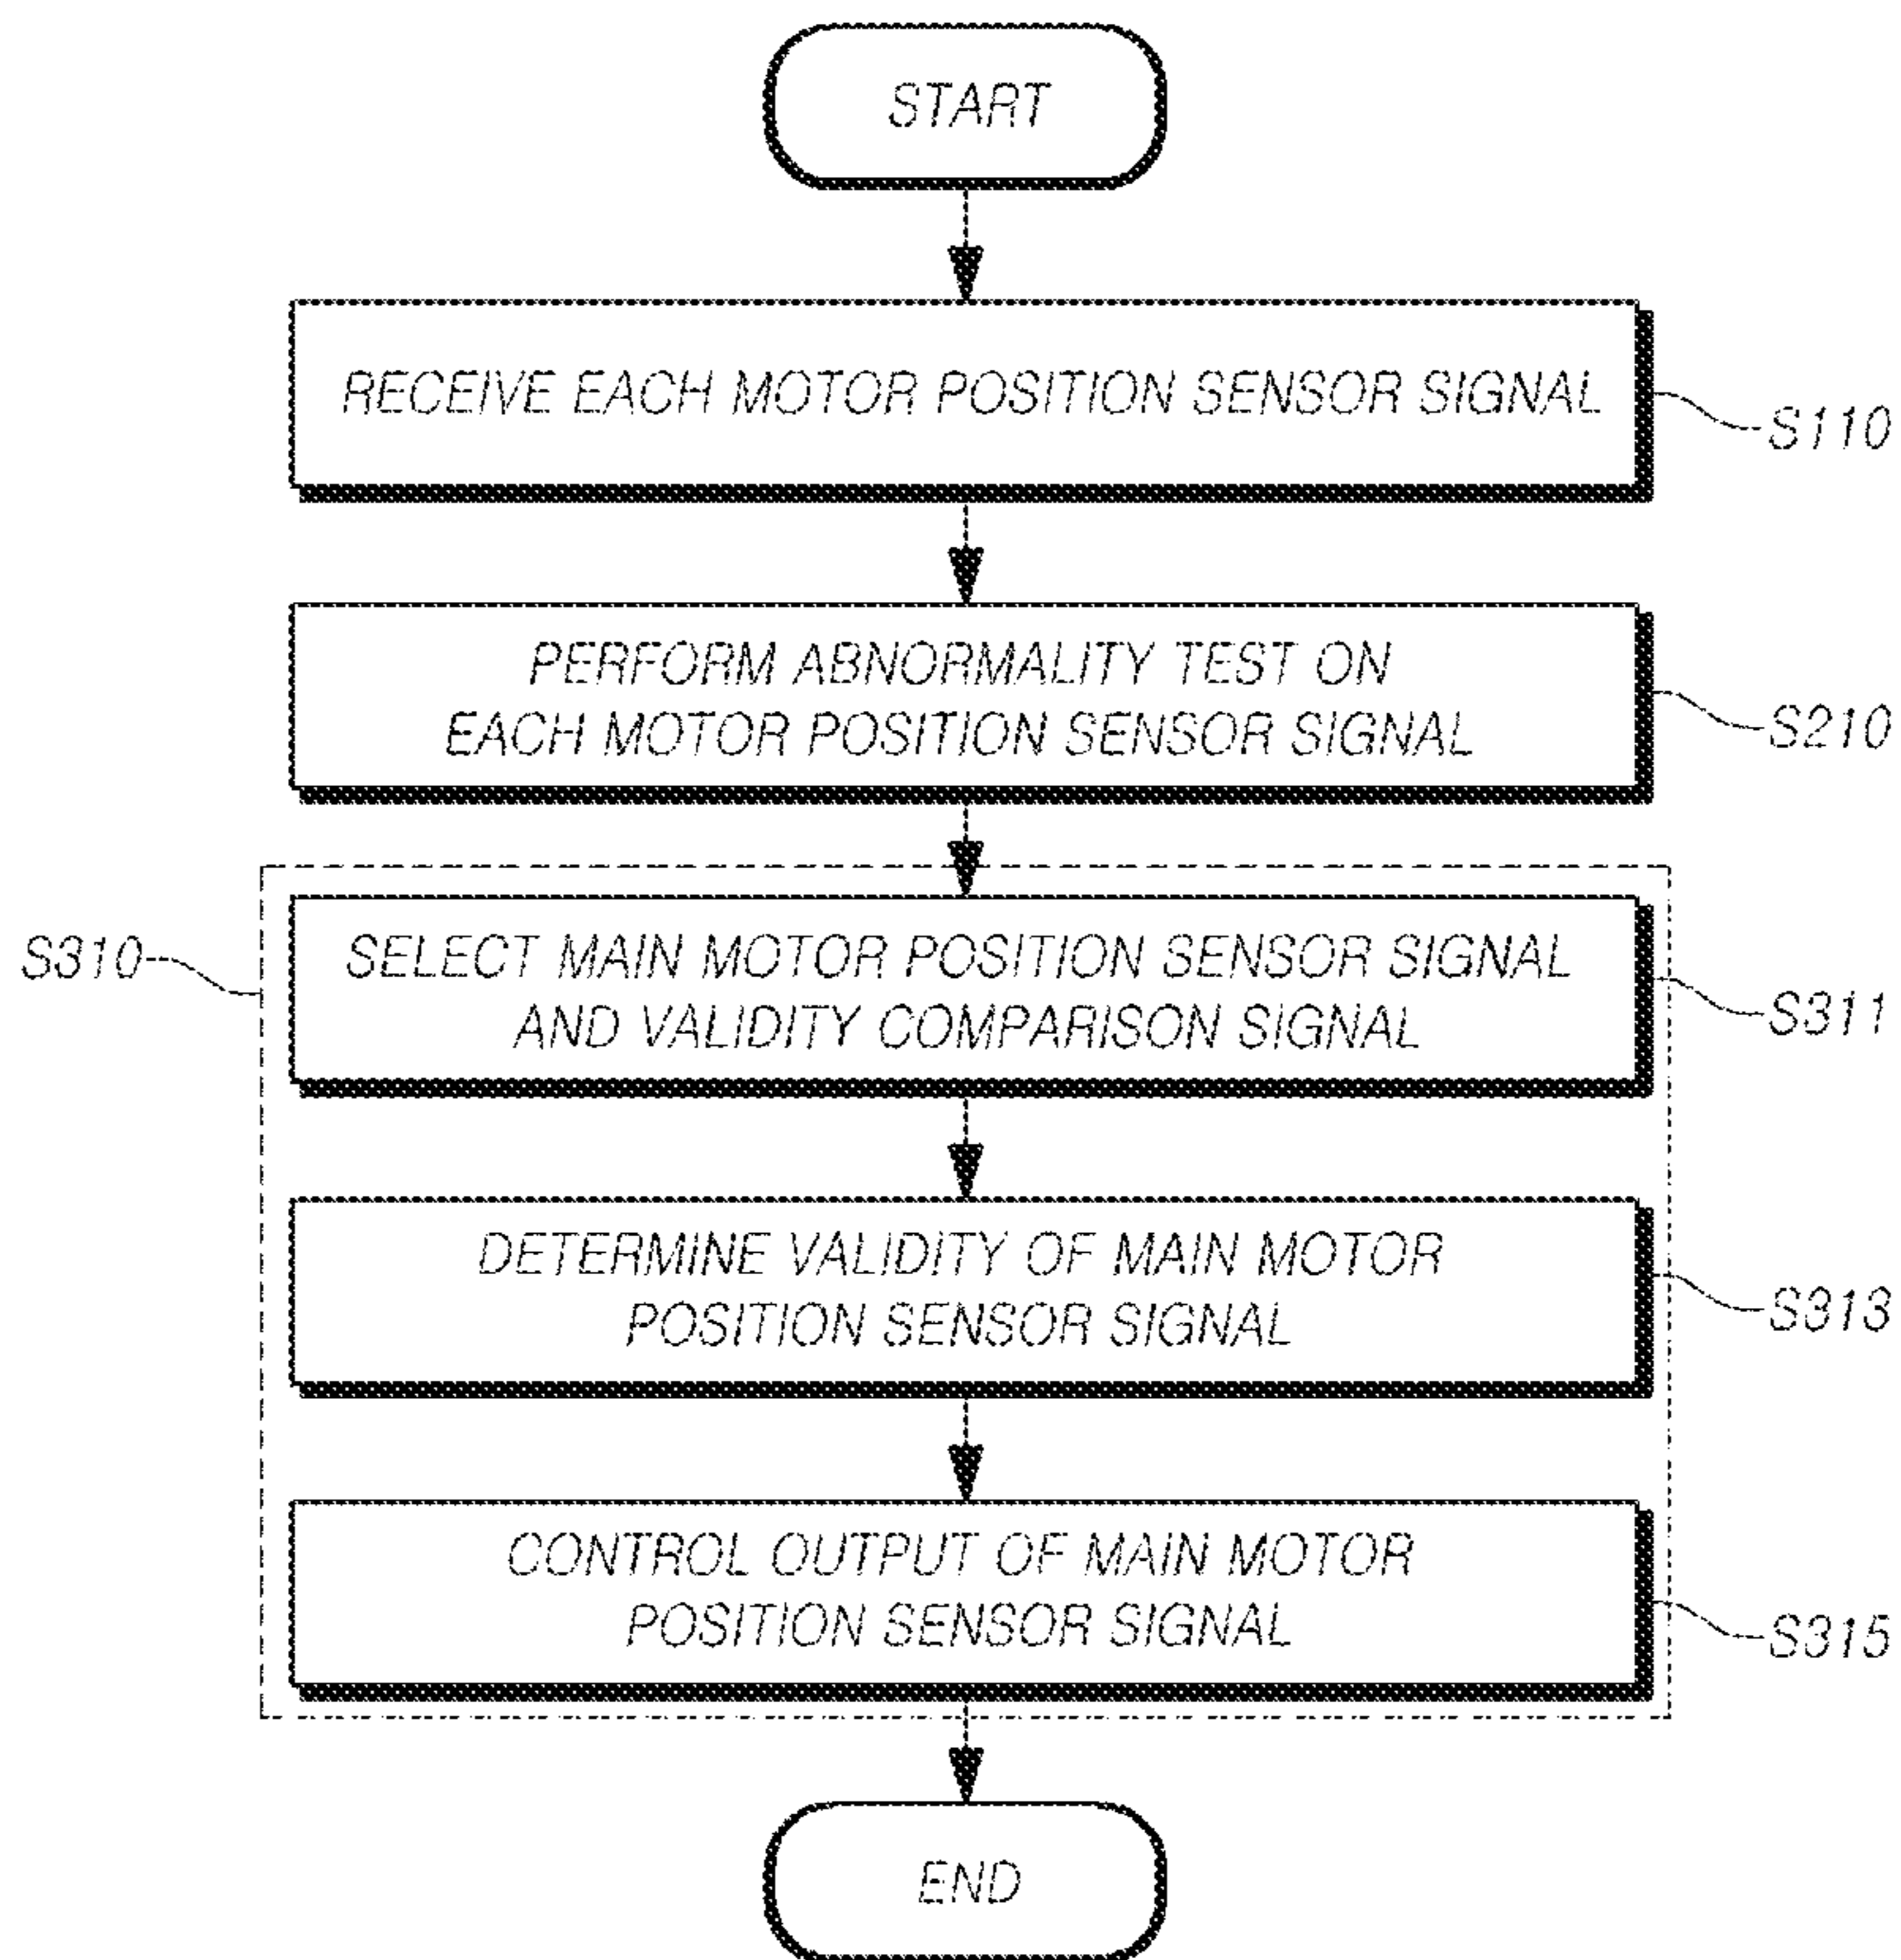 START
RECEIVE EACH MOTOR POSITION SENSOR SIGNAL
S110
PERFORM ABNORMALITY TEST ON
EACH MOTOR POSITION SENSOR SIGNAL
S210
S310
SELECT MAIN MOTOR POSITION SENSOR SIGNAL
AND VALIDITY COMPARISON SIGNAL
S311
DETERMINE VALIDITY OF MAIN MOTOR
POSITION SENSOR SIGNAL
S313
CONTROL OUTPUT OF MAIN MOTOR
POSITION SENSOR SIGNAL
S315
END